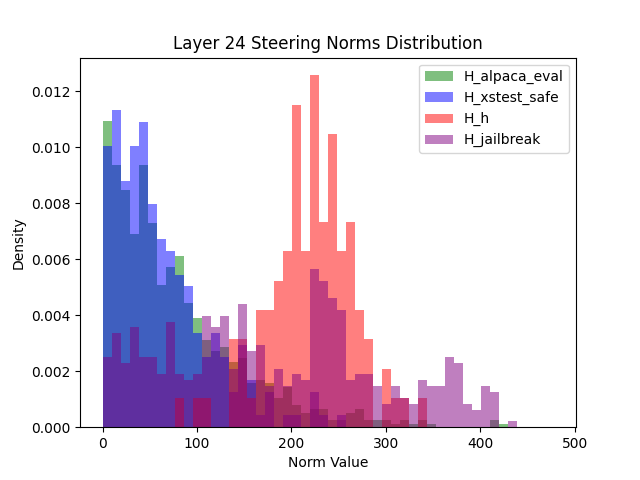 Layer 24 Steering Norms Distribution
H_alpaca_eval
H_xstest_safe
H_h
H_jailbreak
0.012
0.010
0.008
0.006
0.004
0.002
0.000
Density
0 100 200 300 400 500
Norm Value